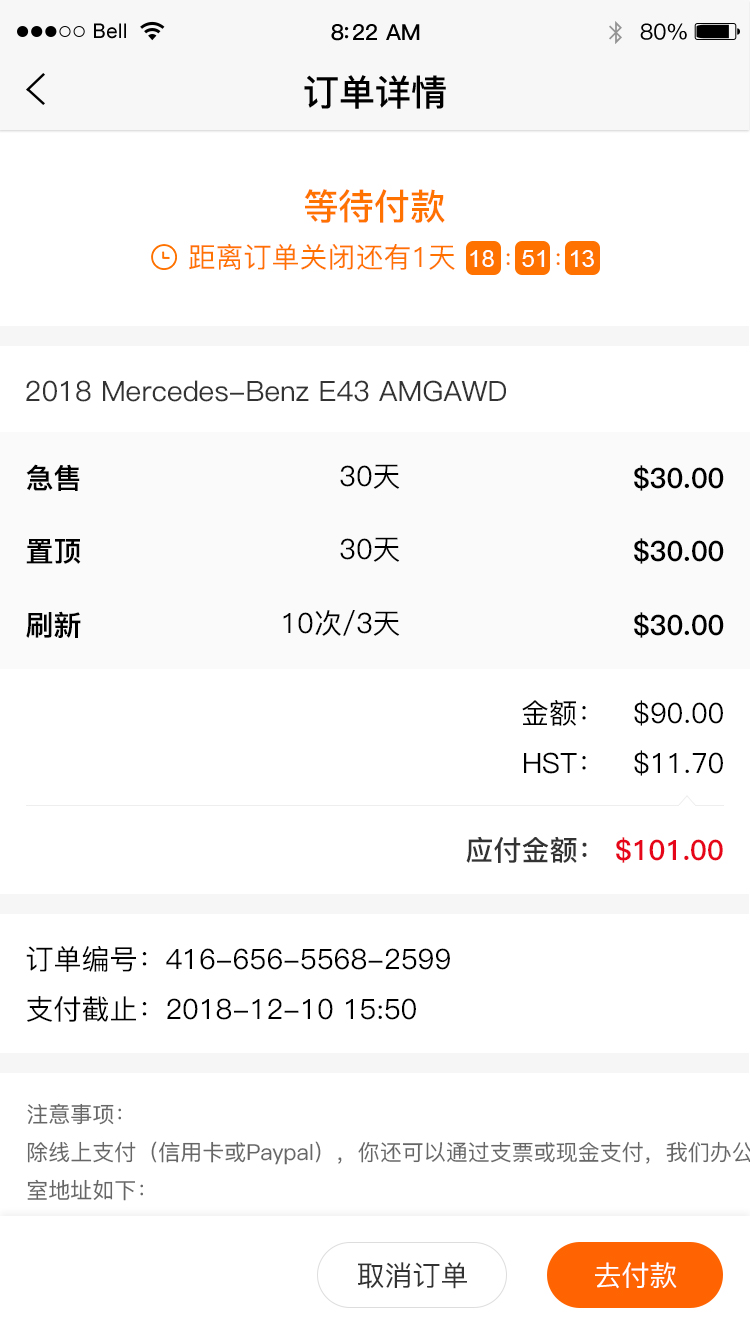 Bell 8:22 AM 80%
订单详情
等待付款
距离订单关闭还有1天 18:51:13
2018 Mercedes-Benz E43 AMGAWD
急售 30天 $30.00
置顶 30天 $30.00
刷新 10次/3天 $30.00
金额： $90.00
HST： $11.70
应付金额： $101.00
订单编号：416-656-5568-2599
支付截止：2018-12-10 15:50
注意事项：
除线上支付（信用卡或Paypal），你还可以通过支票或现金支付，我们办公
室地址如下：
取消订单 去付款